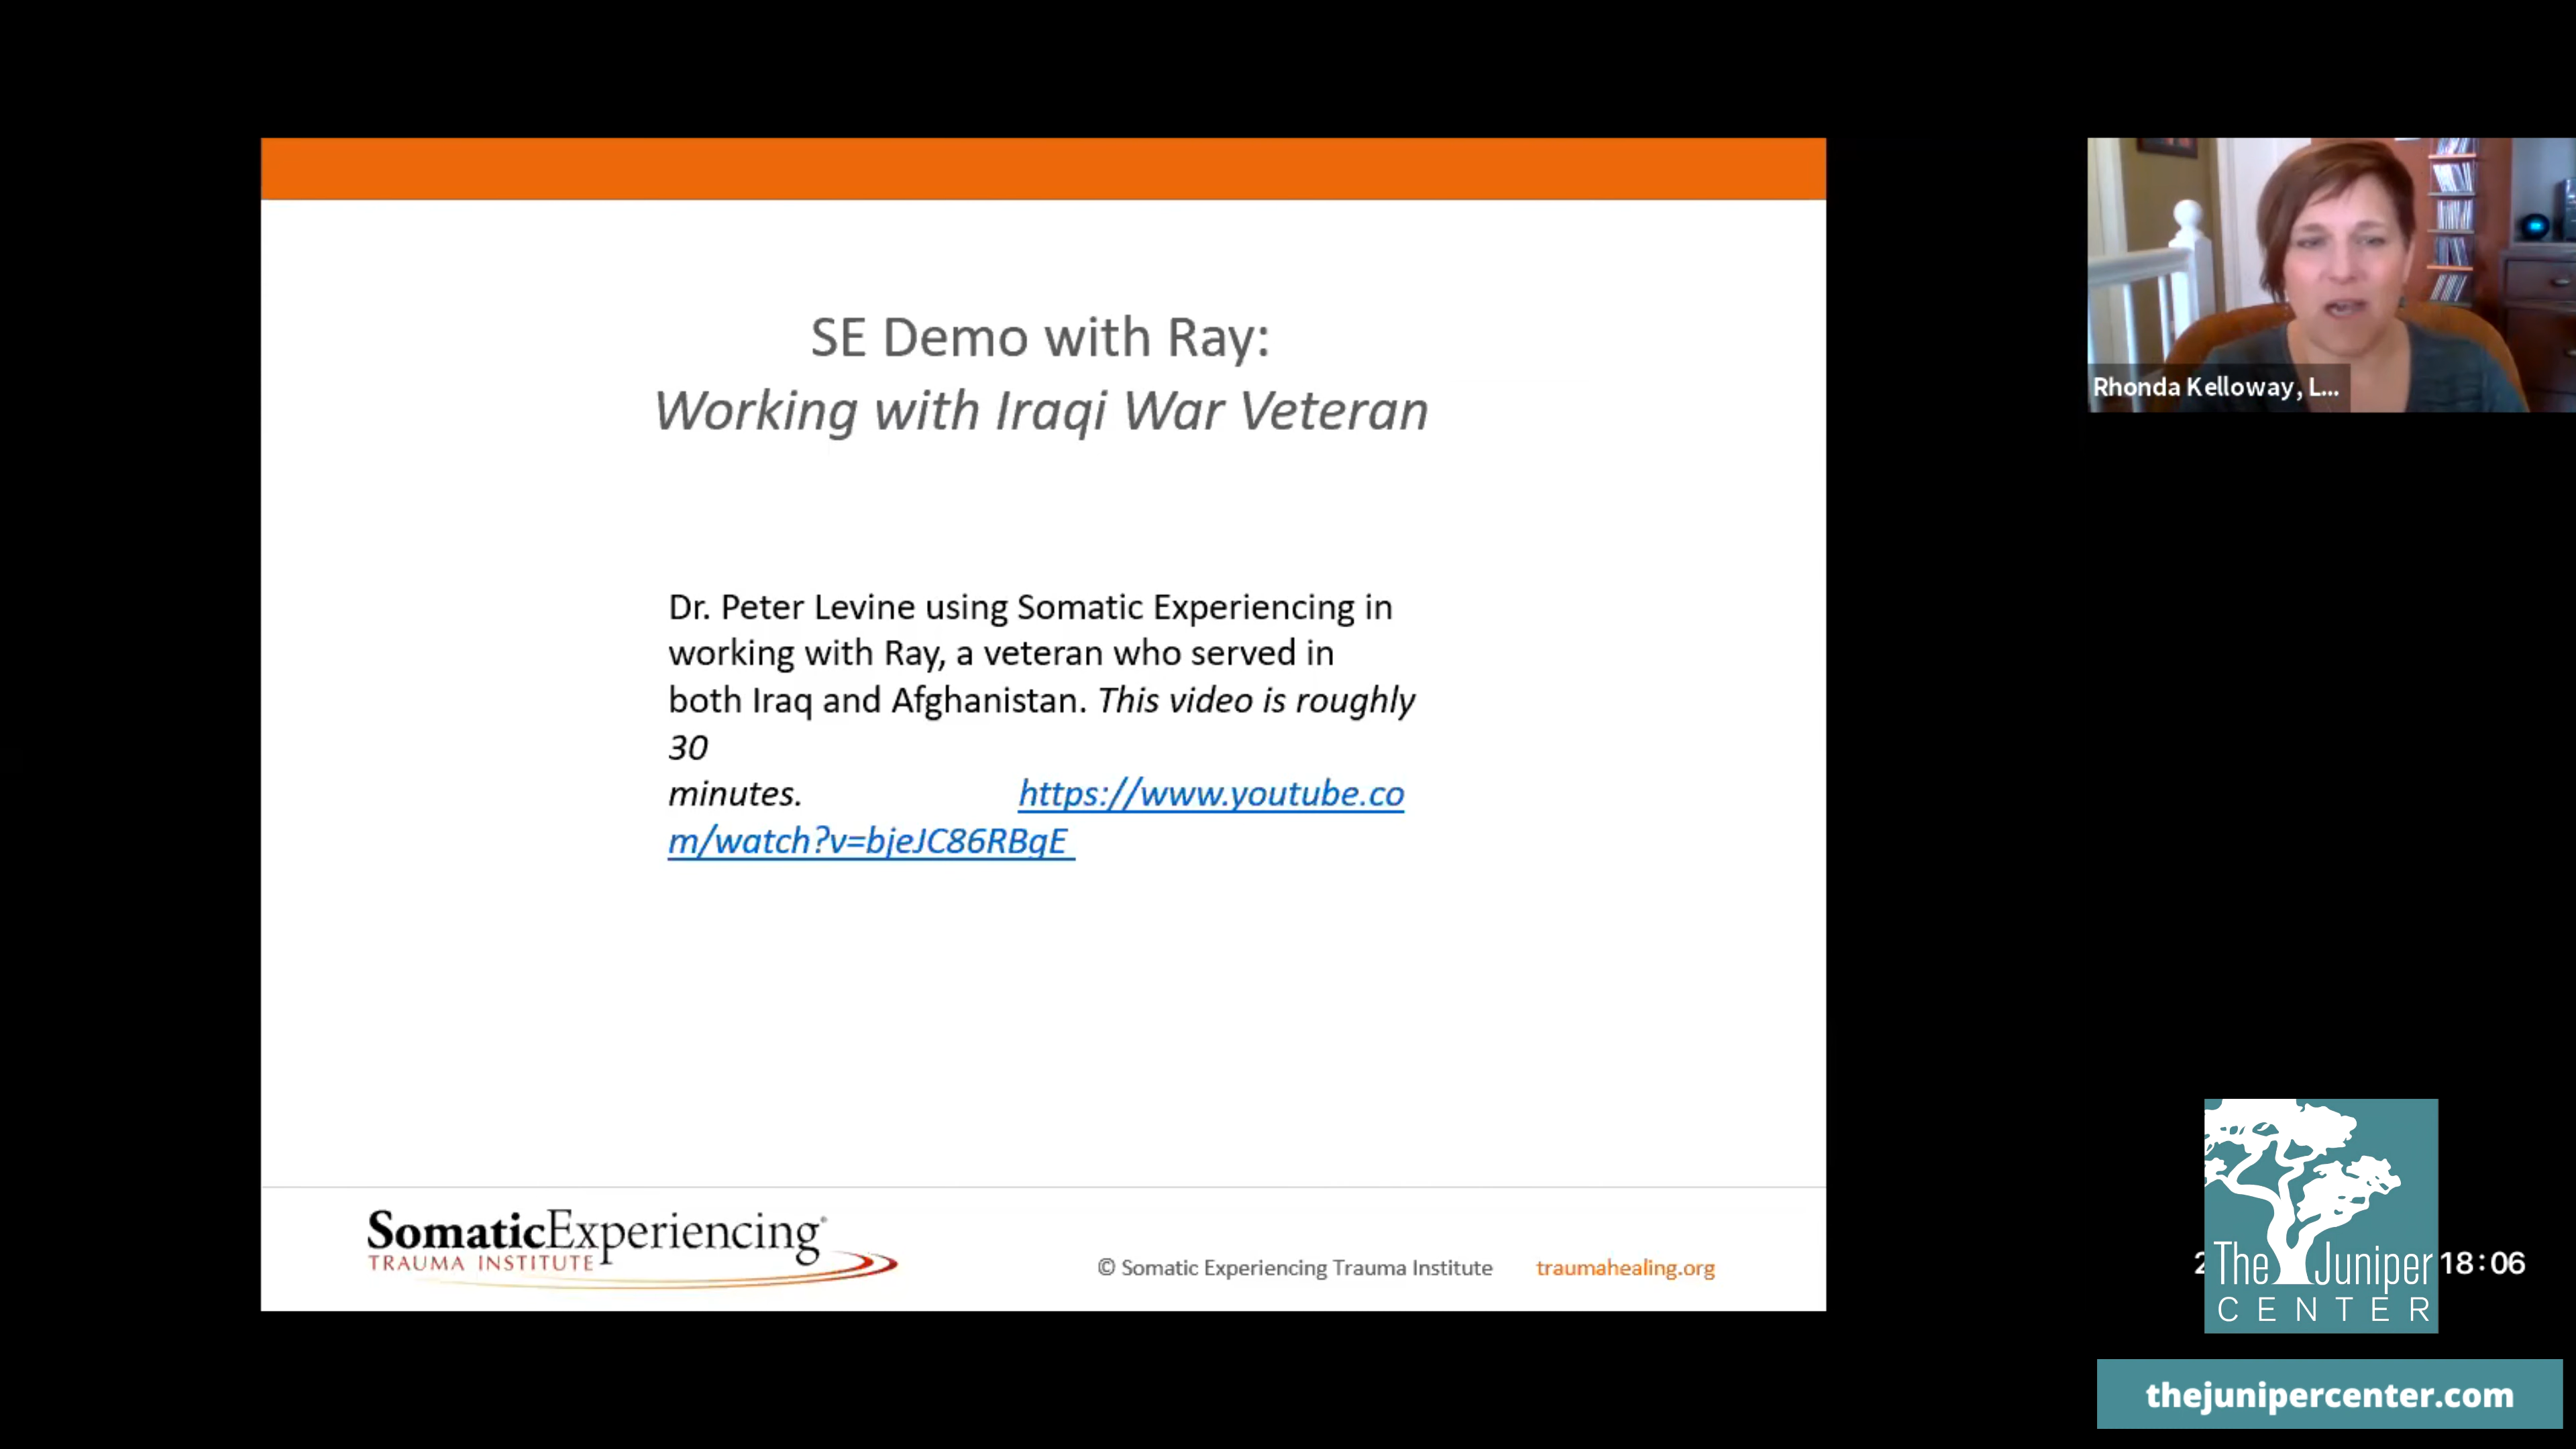 SE Demo with Ray:
Working with Iraqi War Veteran
Dr. Peter Levine using Somatic Experiencing in
working with Ray, a veteran who served in
both Iraq and Afghanistan. This video is roughly
30
minutes. https://www.youtube.co
m/watch?v=bjeJC86RBgE
SomaticExperiencing®
TRAUMA INSTITUTE
© Somatic Experiencing Trauma Institute traumahealing.org
Rhonda Kelloway, L...
The Juniper
CENTER
18:06
thejunipercenter.com